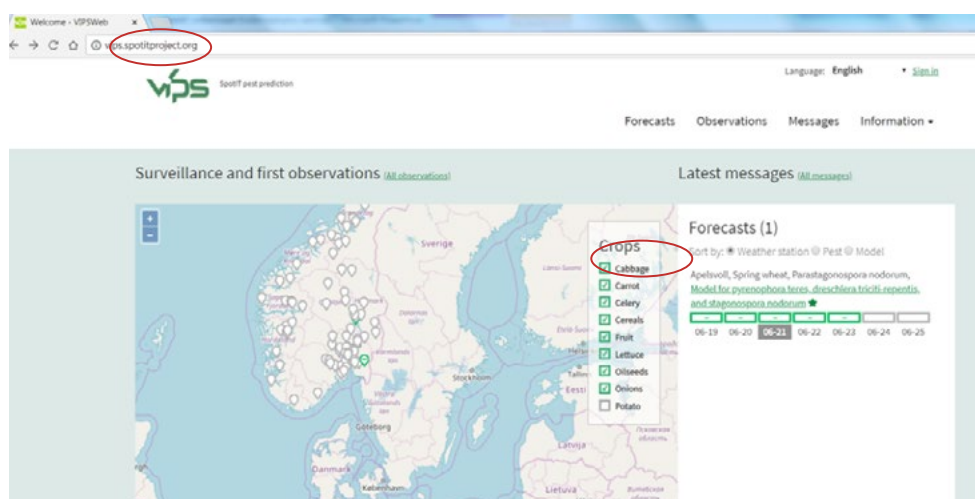 Welcome - VIPSWeb
vips.spotitproject.org
VIPS SpotIT pest prediction
Language: English Sign in
Forecasts Observations Messages Information
Surveillance and first observations (All observations)
Latest messages (All messages)
+
-
Sverige
Stockholm
Göteborg
Danmark
København
Eesti
Latvija
Lietuva
Crops
Cabbage
Carrot
Celery
Cereals
Fruit
Lettuce
Oilseeds
Onions
Potato
Forecasts (1)
Sort by: Weather station Pest Model
Apelsvoll, Spring wheat, Parastagonospora nodorum,
Model for pyrenophora teres, dreschlera triciti-repentis,
and stagonospora nodorum
06-19 06-20 06-21 06-22 06-23 06-24 06-25